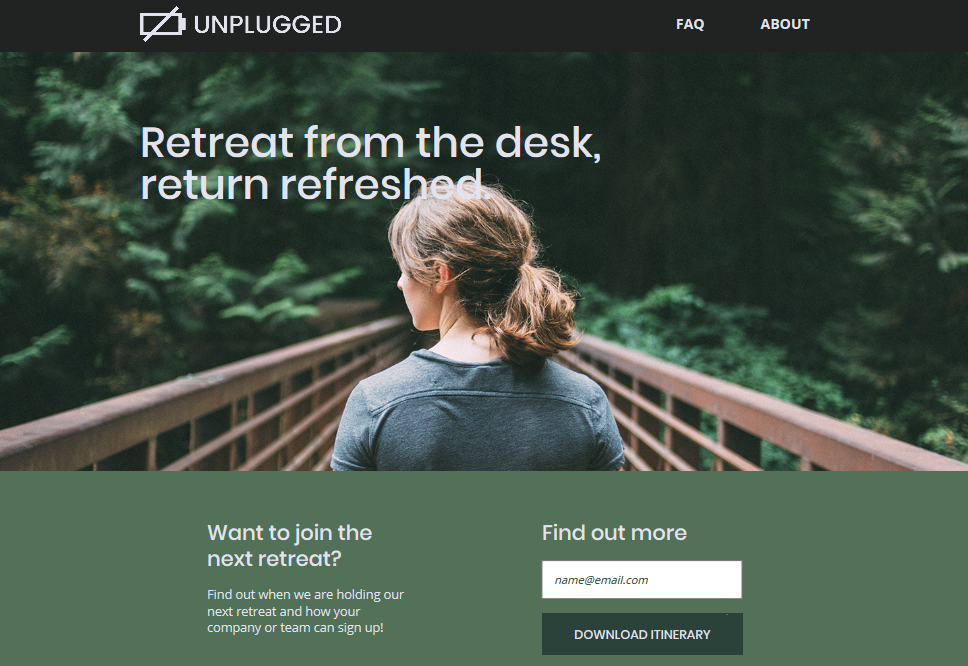 UNPLUGGED
FAQ
ABOUT
Retreat from the desk,
return refreshed.
Want to join the
next retreat?
Find out when we are holding our
next retreat and how your
company or team can sign up!
Find out more
name@email.com
DOWNLOAD ITINERARY